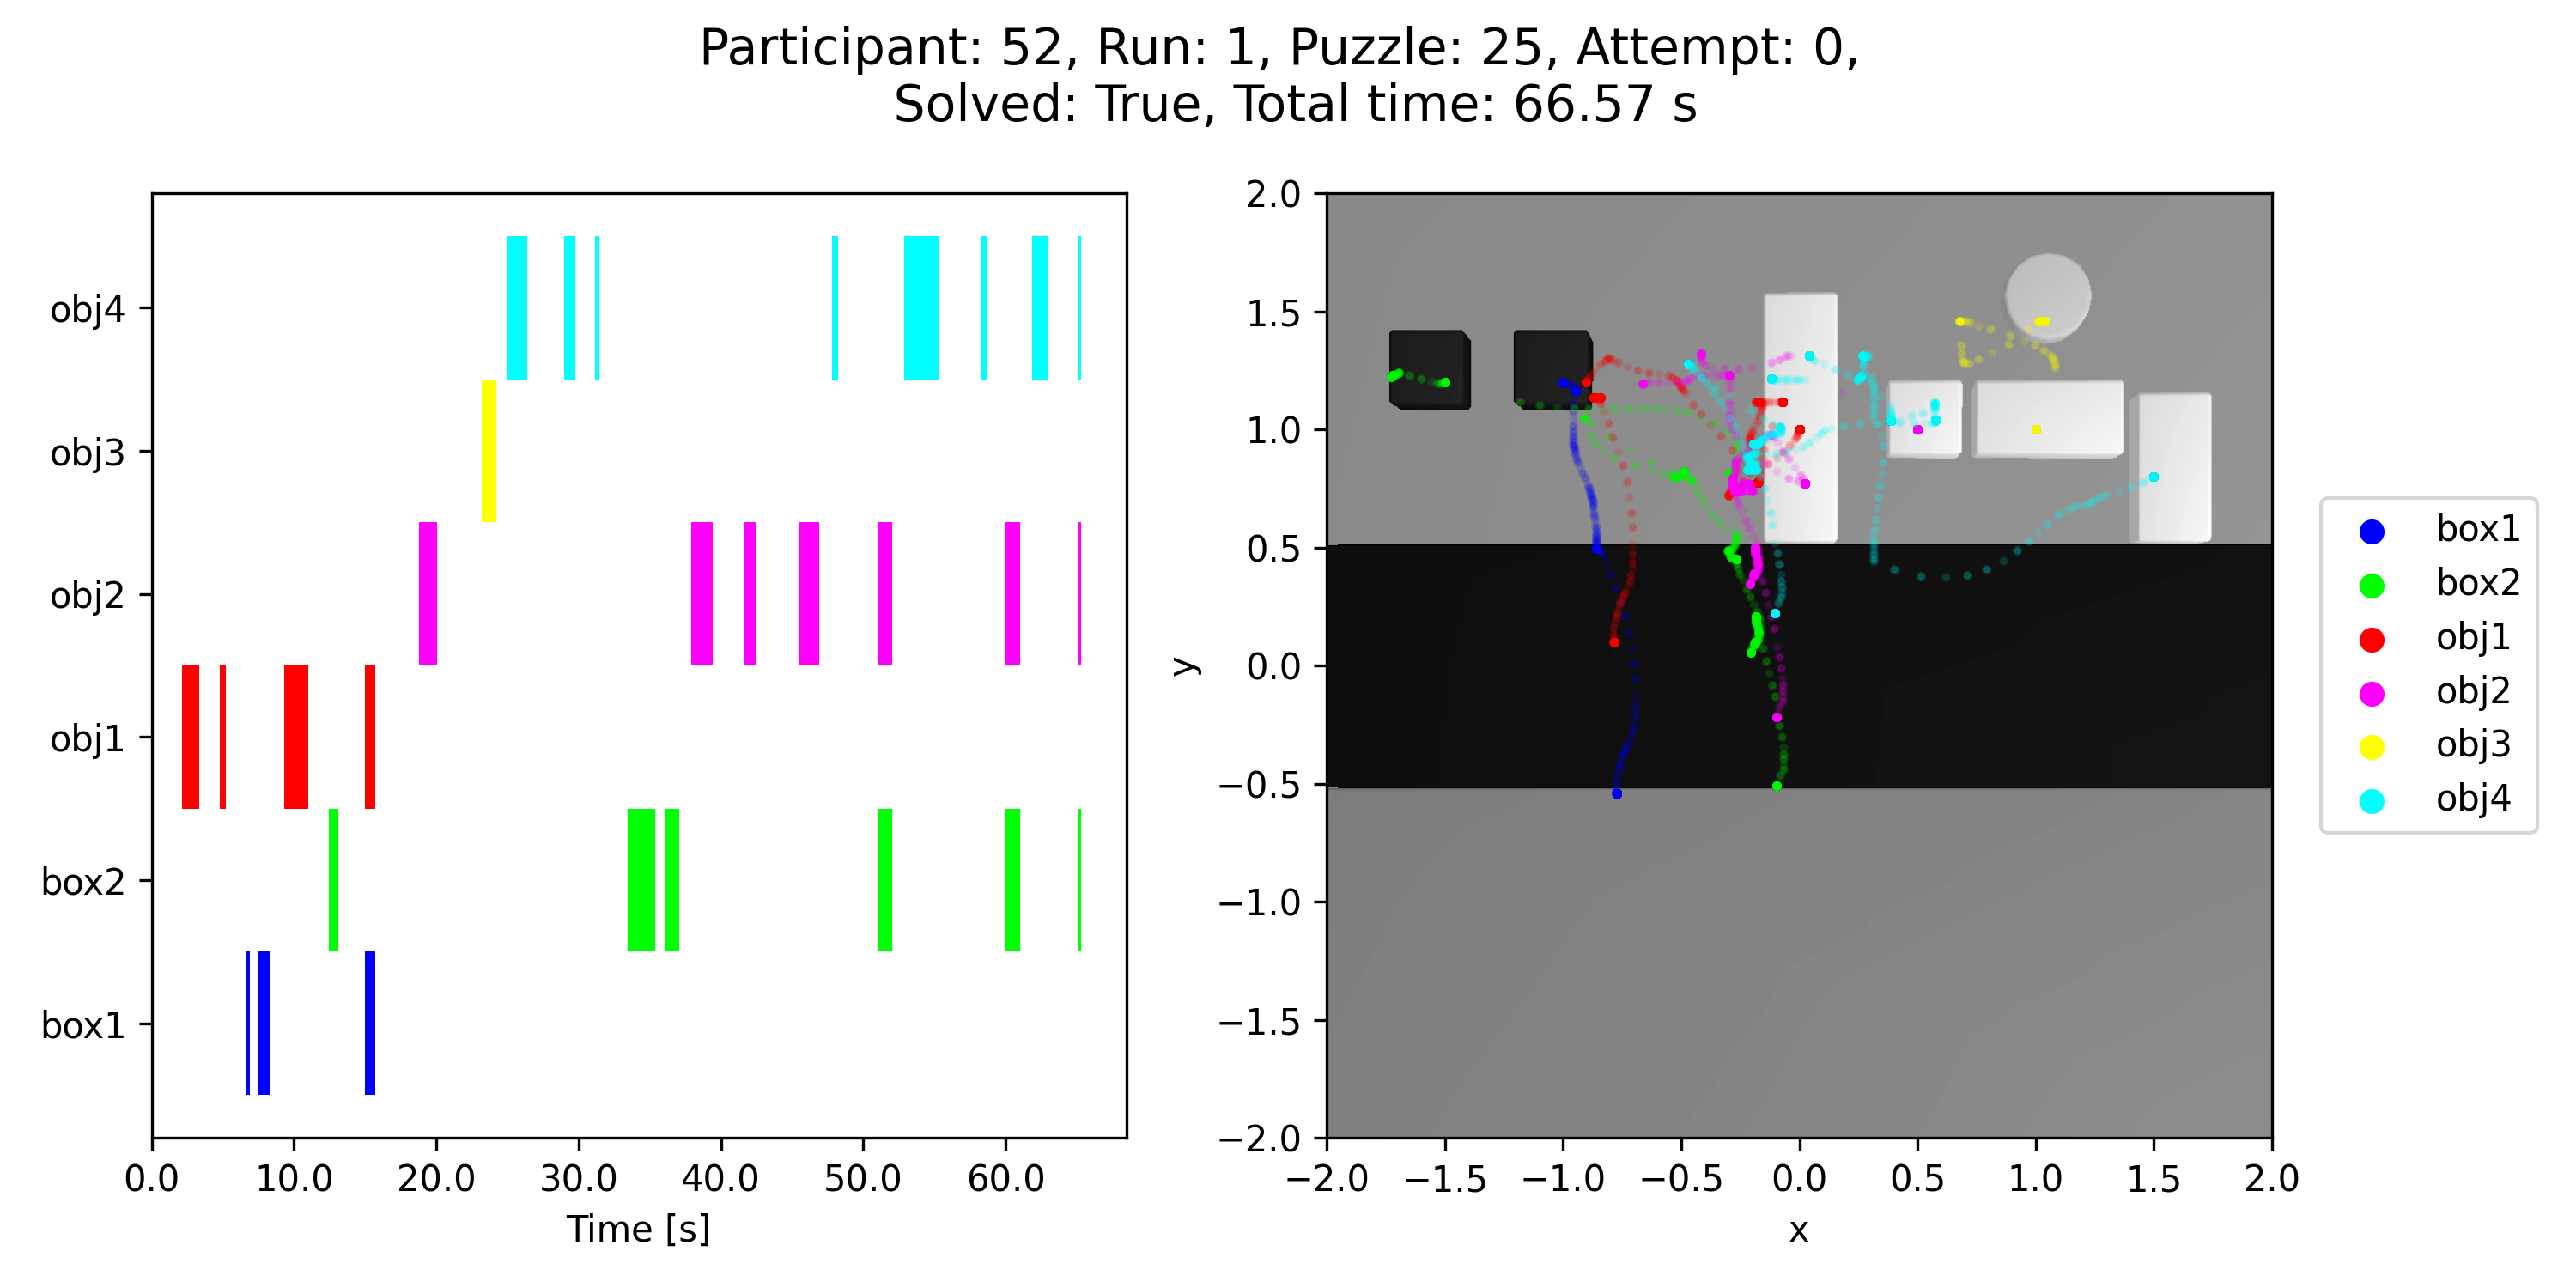 Participant: 52, Run: 1, Puzzle: 25, Attempt: 0,
Solved: True, Total time: 66.57 s
obj4
obj3
obj2
obj1
box2
box1
0.0 10.0 20.0 30.0 40.0 50.0 60.0
Time [s]
2.0
1.5
1.0
0.5
0.0
−0.5
−1.0
−1.5
−2.0
y
−2.0 −1.5 −1.0 −0.5 0.0 0.5 1.0 1.5 2.0
x
box1
box2
obj1
obj2
obj3
obj4